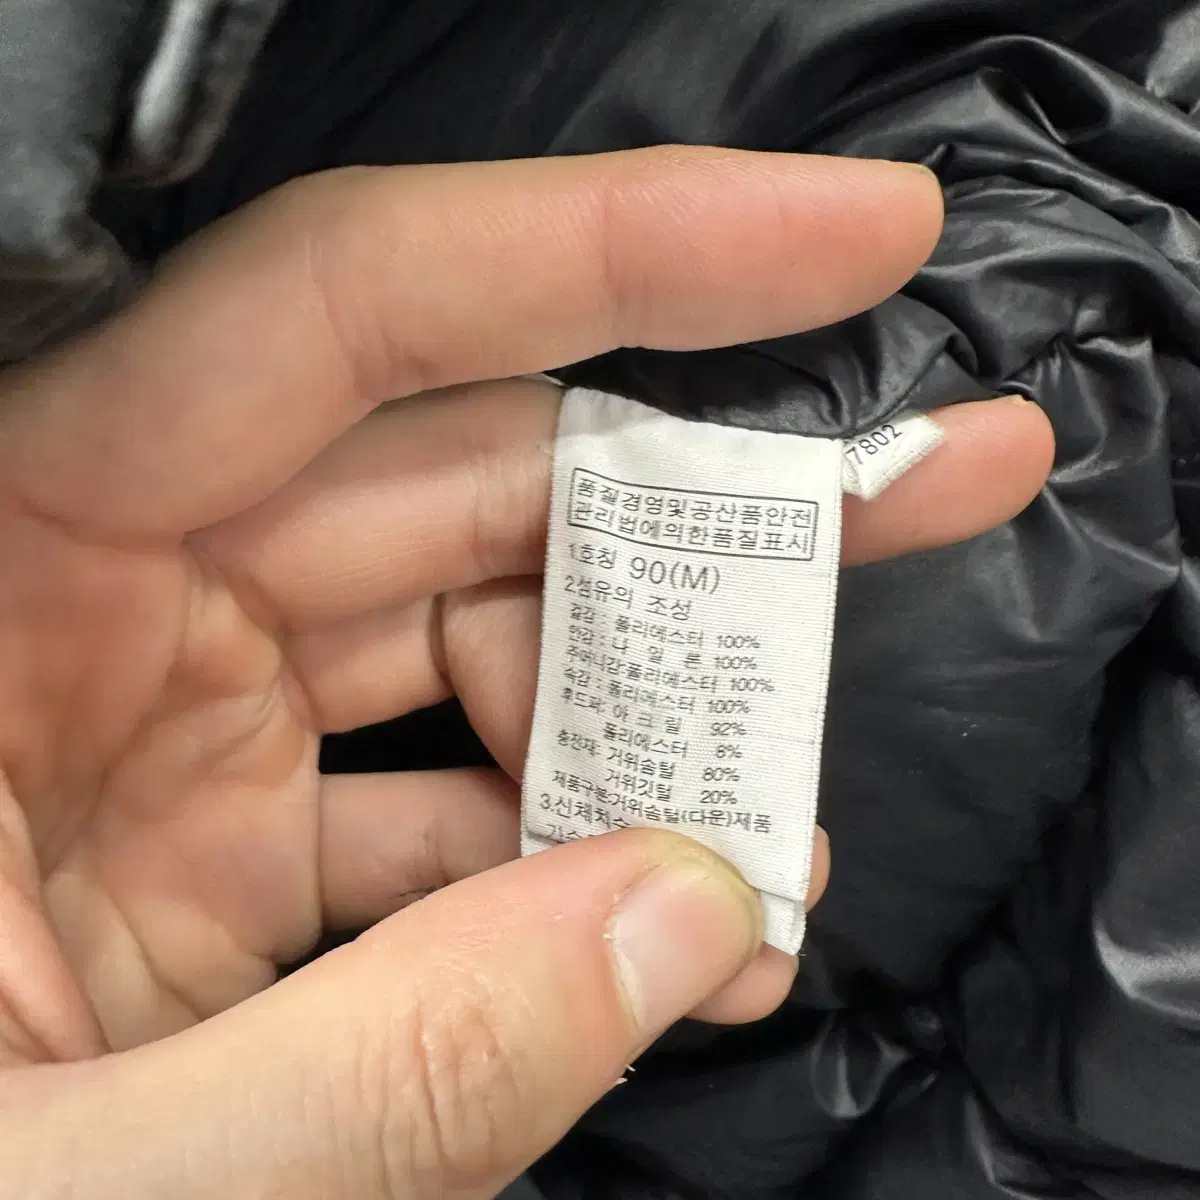 품질경영및공산품안전
관리법에의한품질표시
1.호칭 90(M)
2.섬유의 조성
겉감 : 폴리에스터 100%
안감 : 나 일 론 100%
주머니감:폴리에스터 100%
속감 : 폴리에스터 100%
후드퍼: 아 크 릴 92%
폴리에스터 8%
충전재: 거위솜털 80%
거위깃털 20%
제품구분:거위솜털(다운)제품
3.신체치수
7802